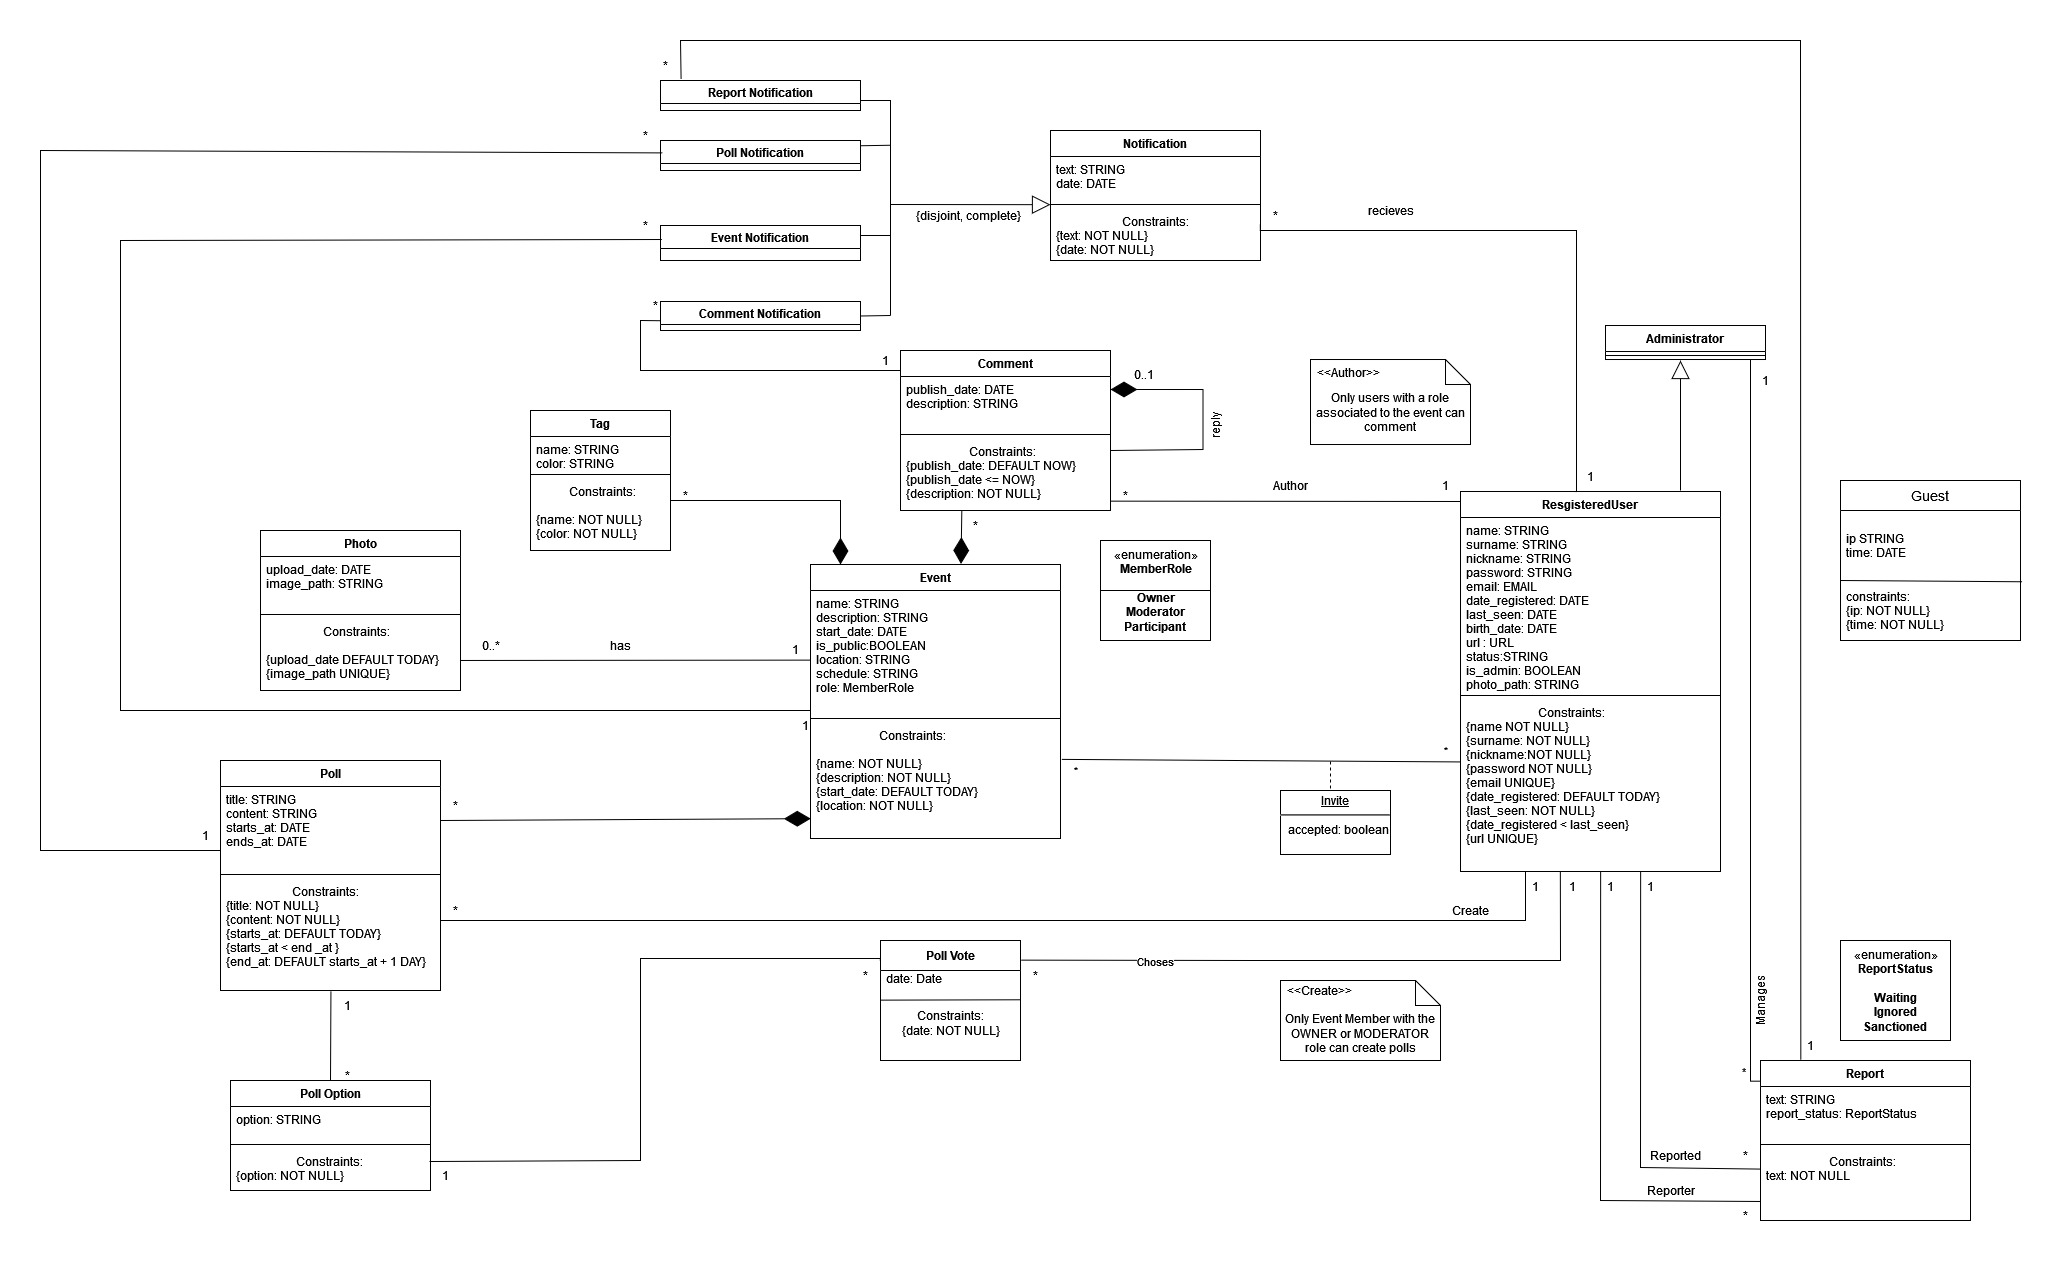 *
Report Notification
*
Poll Notification
Notification
text: STRING
date: DATE
Constraints:
{text: NOT NULL}
{date: NOT NULL}
{disjoint, complete}
*
recieves
*
Event Notification
*
Comment Notification
1
Comment
publish_date: DATE
description: STRING
Constraints:
{publish_date: DEFAULT NOW}
{publish_date <= NOW}
{description: NOT NULL}
0..1
reply
<<Author>>
Only users with a role
associated to the event can
comment
Administrator
1
Tag
name: STRING
color: STRING
Constraints:
{name: NOT NULL}
{color: NOT NULL}
*
*
*
Author
1
1
ResgisteredUser
name: STRING
surname: STRING
nickname: STRING
password: STRING
email: EMAIL
date_registered: DATE
last_seen: DATE
birth_date: DATE
url : URL
status:STRING
is_admin: BOOLEAN
photo_path: STRING
Constraints:
{name NOT NULL}
{surname: NOT NULL}
{nickname:NOT NULL}
{password NOT NULL}
{email UNIQUE}
{date_registered: DEFAULT TODAY}
{last_seen: NOT NULL}
{date_registered < last_seen}
{url UNIQUE}
Guest
ip STRING
time: DATE
constraints:
{ip: NOT NULL}
{time: NOT NULL}
Photo
upload_date: DATE
image_path: STRING
Constraints:
{upload_date DEFAULT TODAY}
{image_path UNIQUE}
0..*
has
1
Event
name: STRING
description: STRING
start_date: DATE
is_public:BOOLEAN
location: STRING
schedule: STRING
role: MemberRole
Constraints:
{name: NOT NULL}
{description: NOT NULL}
{start_date: DEFAULT TODAY}
{location: NOT NULL}
1
«enumeration»
MemberRole
Owner
Moderator
Participant
*
*
Invite
accepted: boolean
Poll
title: STRING
content: STRING
starts_at: DATE
ends_at: DATE
Constraints:
{title: NOT NULL}
{content: NOT NULL}
{starts_at: DEFAULT TODAY}
{starts_at < end _at }
{end_at: DEFAULT starts_at + 1 DAY}
*
1
*
Create
1
1
1
1
Poll Vote
date: Date
Constraints:
{date: NOT NULL}
*
*
Choses
<<Create>>
Only Event Member with the
OWNER or MODERATOR
role can create polls
Manages
«enumeration»
ReportStatus
Waiting
Ignored
Sanctioned
1
*
1
*
Poll Option
option: STRING
Constraints:
{option: NOT NULL}
1
Report
text: STRING
report_status: ReportStatus
Constraints:
text: NOT NULL
Reported
*
Reporter
*